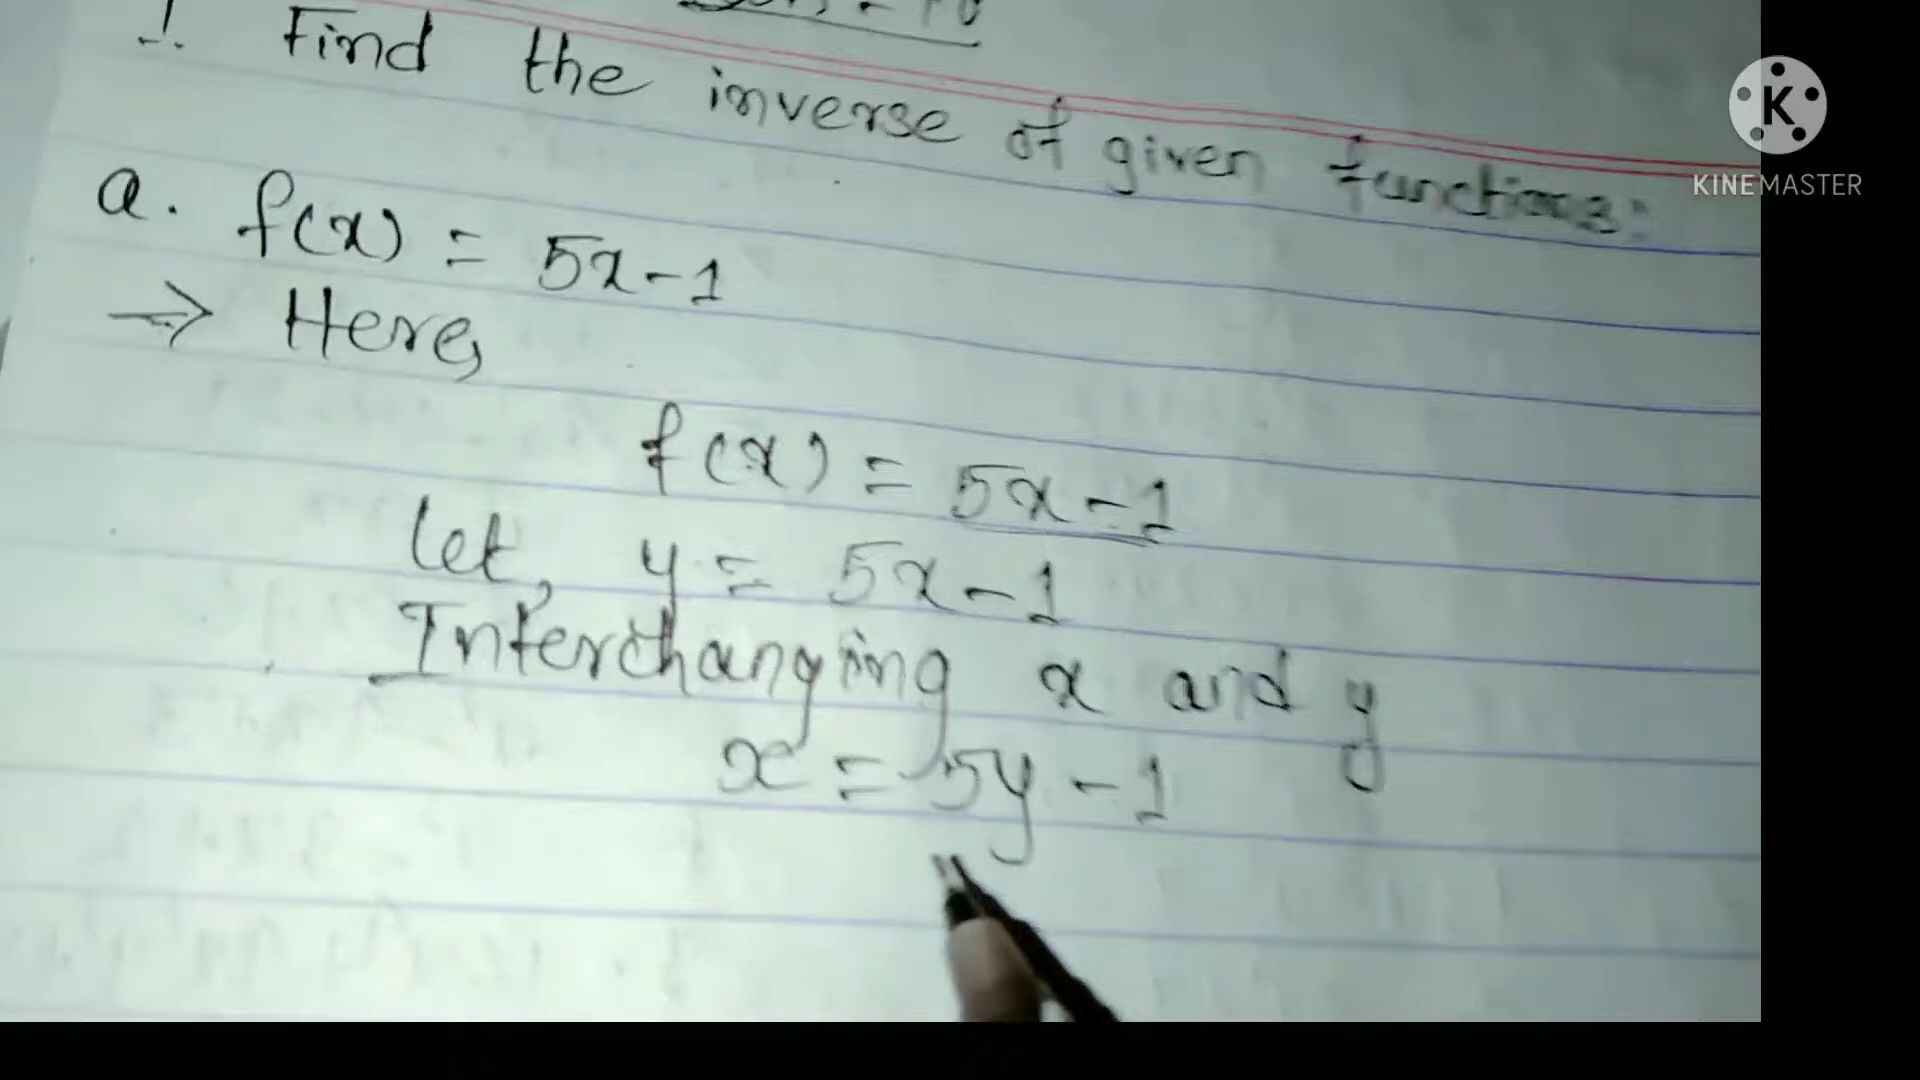 1. Find the inverse of given functions:
a. f(x) = 5x-1
⇒ Here,
f(x) = 5x-1
let, y = 5x-1
Interchanging x and y
x = 5y-1
KINEMASTER